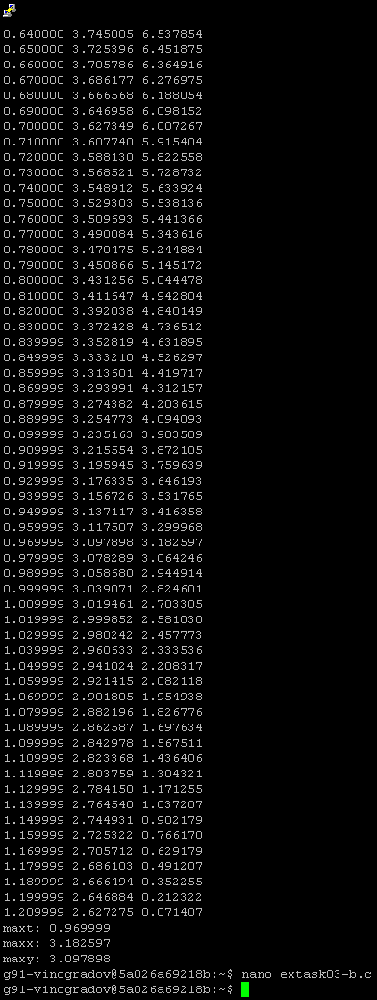 0.640000 3.745005 6.537854
0.650000 3.725396 6.451875
0.660000 3.705786 6.364916
0.670000 3.686177 6.276975
0.680000 3.666568 6.188054
0.690000 3.646958 6.098152
0.700000 3.627349 6.007267
0.710000 3.607740 5.915404
0.720000 3.588130 5.822558
0.730000 3.568521 5.728732
0.740000 3.548912 5.633924
0.750000 3.529303 5.538136
0.760000 3.509693 5.441366
0.770000 3.490084 5.343616
0.780000 3.470475 5.244884
0.790000 3.450866 5.145172
0.800000 3.431256 5.044478
0.810000 3.411647 4.942804
0.820000 3.392038 4.840149
0.830000 3.372428 4.736512
0.839999 3.352819 4.631895
0.849999 3.333210 4.526297
0.859999 3.313601 4.419717
0.869999 3.293991 4.312157
0.879999 3.274382 4.203615
0.889999 3.254773 4.094093
0.899999 3.235163 3.983589
0.909999 3.215554 3.872105
0.919999 3.195945 3.759639
0.929999 3.176335 3.646193
0.939999 3.156726 3.531765
0.949999 3.137117 3.416358
0.959999 3.117507 3.299968
0.969999 3.097898 3.182597
0.979999 3.078289 3.064246
0.989999 3.058680 2.944914
0.999999 3.039071 2.824601
1.009999 3.019461 2.703305
1.019999 2.999852 2.581030
1.029999 2.980242 2.457773
1.039999 2.960633 2.333536
1.049999 2.941024 2.208317
1.059999 2.921415 2.082118
1.069999 2.901805 1.954938
1.079999 2.882196 1.826776
1.089999 2.862587 1.697634
1.099999 2.842978 1.567511
1.109999 2.823368 1.436406
1.119999 2.803759 1.304321
1.129999 2.784150 1.171255
1.139999 2.764540 1.037207
1.149999 2.744931 0.902179
1.159999 2.725322 0.766170
1.169999 2.705712 0.629179
1.179999 2.686103 0.491207
1.189999 2.666494 0.352255
1.199999 2.646884 0.212322
1.209999 2.627275 0.071407
maxt: 0.969999
maxx: 3.182597
maxy: 3.097898
g91-vinogradov@5a026a69218b:~$ nano extask03-b.c
g91-vinogradov@5a026a69218b:~$